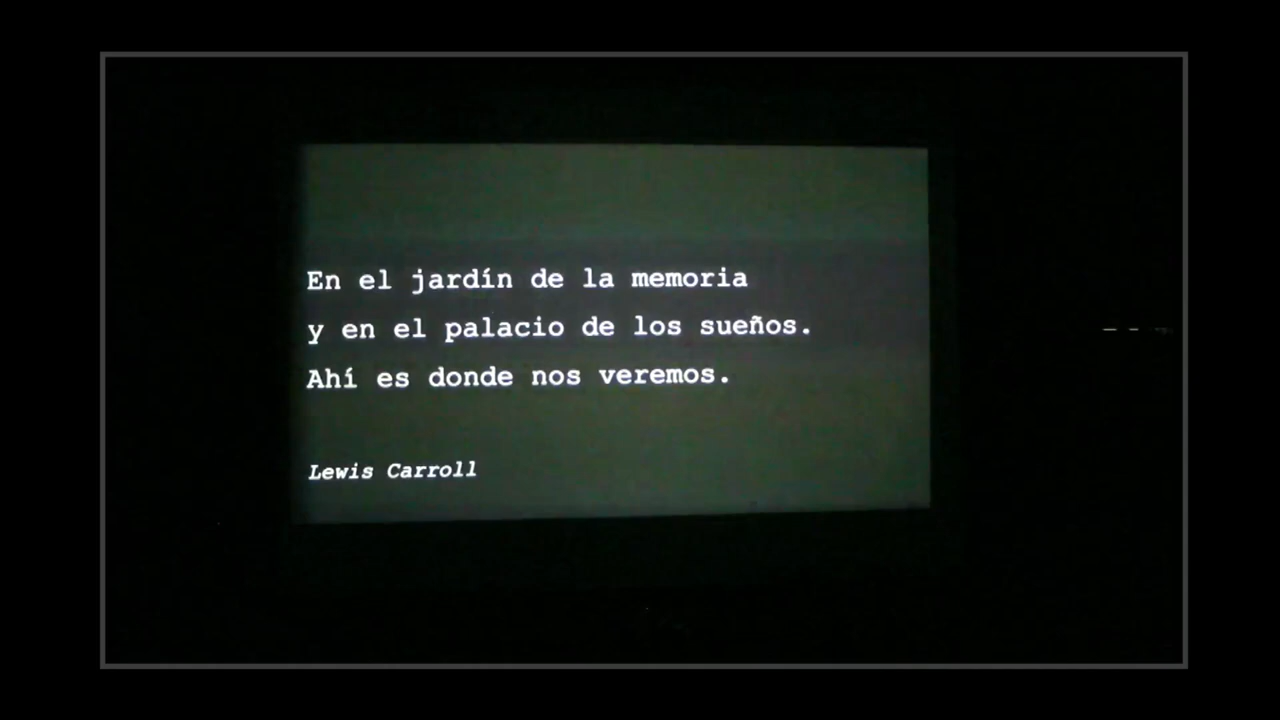 En el jardín de la memoria
y en el palacio de los sueños.
Ahí es donde nos veremos.
Lewis Carroll